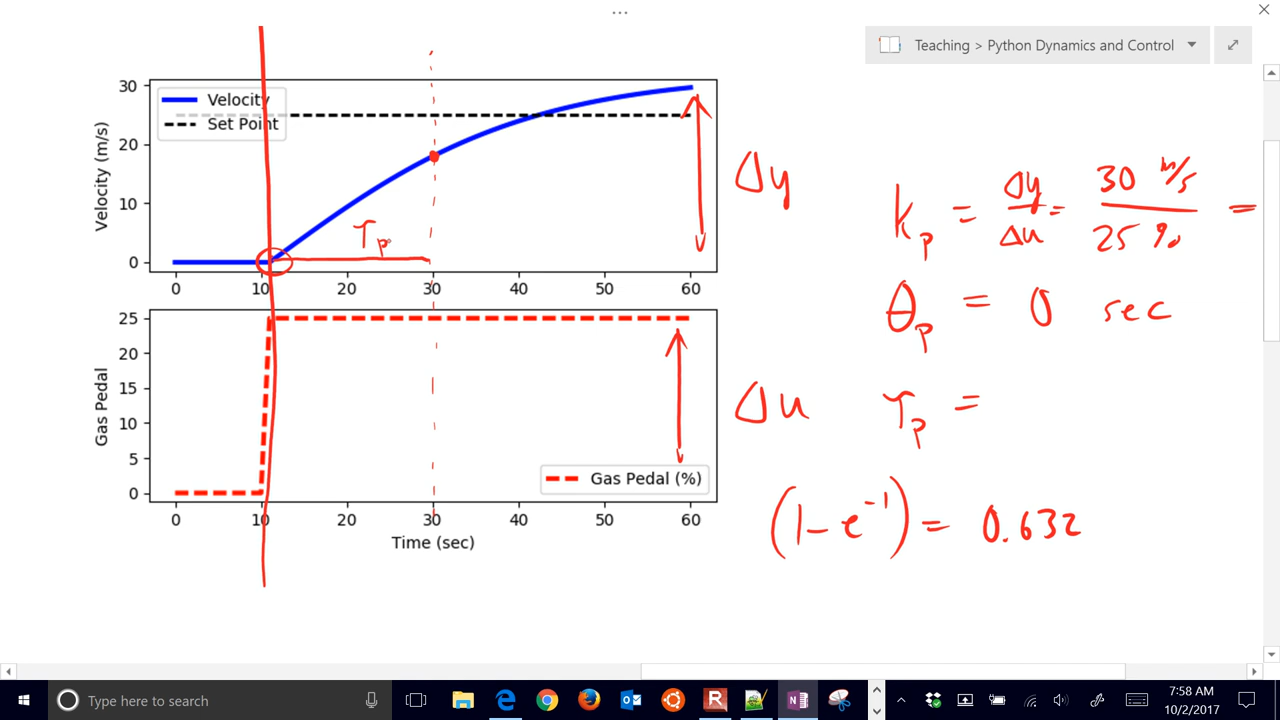 ...
Teaching > Python Dynamics and Control
30
20
10
0
Velocity (m/s)
Velocity
Set Point
τp
0 10 20 30 40 50 60
Δy
kp = Δy/Δu = 30 m/s / 25 % =
θp = 0 sec
25
20
15
10
5
0
Gas Pedal
Gas Pedal (%)
0 10 20 30 40 50 60
Time (sec)
Δu
τp =
(1-e⁻¹) = 0.632
Type here to search
7:58 AM
10/2/2017